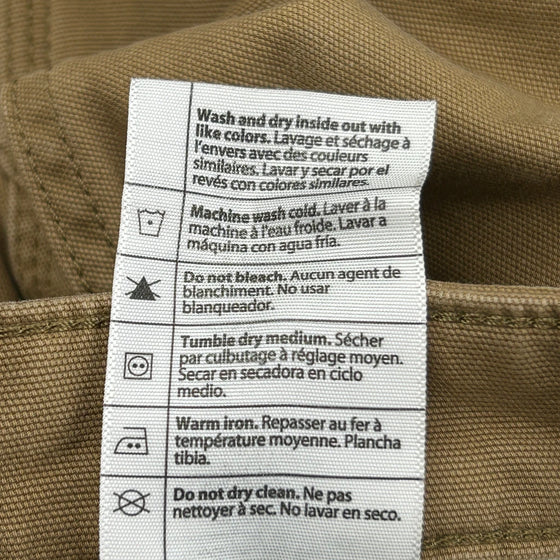 Wash and dry inside out with
like colors. Lavage et séchage à
l'envers avec des couleurs
similaires. Lavar y secar por el
revés con colores similares.
Machine wash cold. Laver à la
machine à l'eau froide. Lavar a
máquina con agua fria.
Do not bleach. Aucun agent de
blanchiment. No usar
blanqueador.
Tumble dry medium. Sécher
par culbutage à réglage moyen.
Secar en secadora en ciclo
medio.
Warm iron. Repasser au fer à
température moyenne. Plancha
tibla.
Do not dry clean. Ne pas
nettoyer à sec. No lavar en seco.